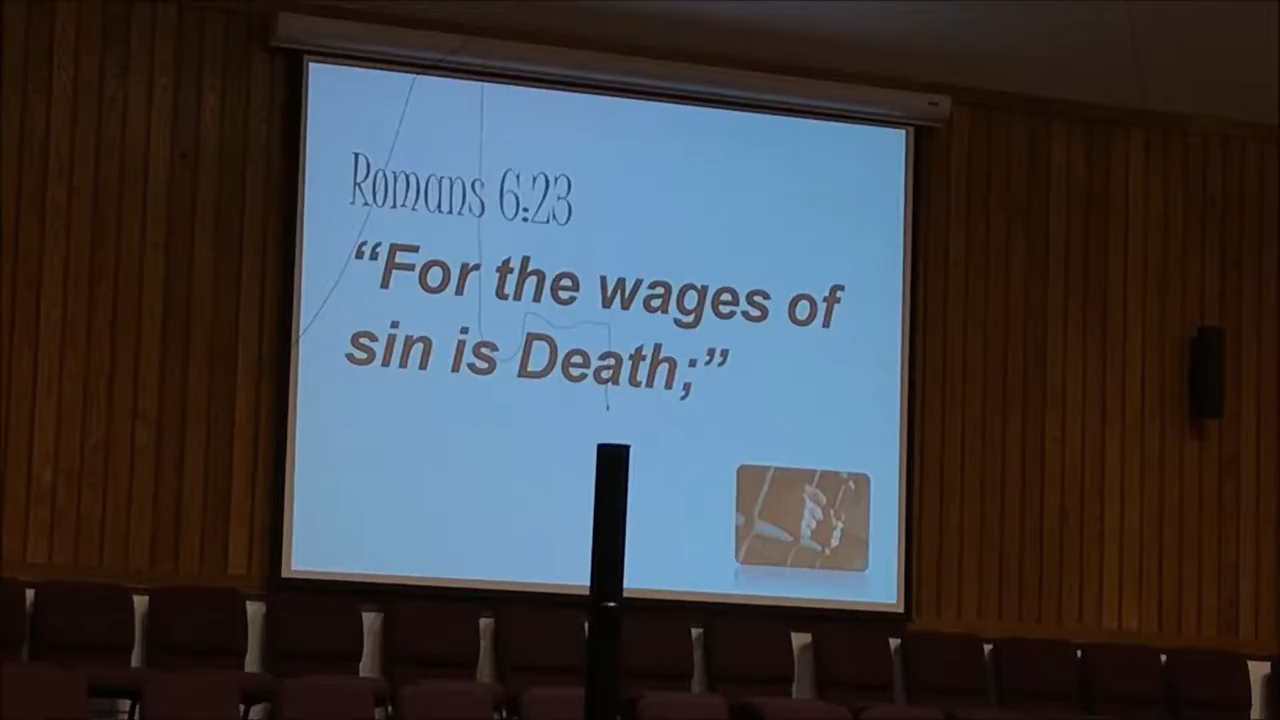 Romans 6:23
“For the wages of
sin is Death;”